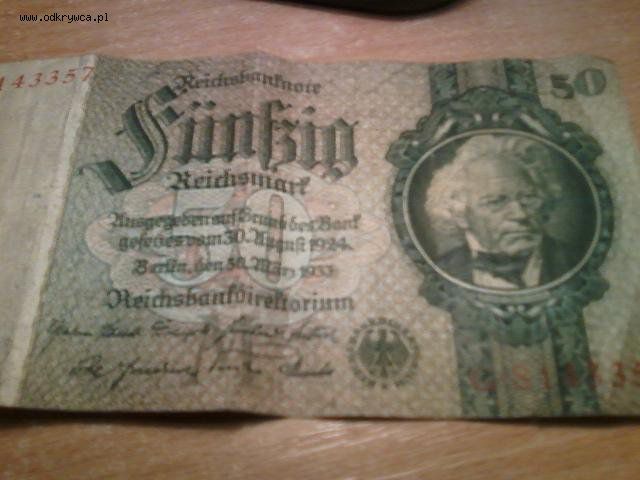 www.odkrywca.pl
143357
Reichsbanknote
50
Fünfzig
Reichsmark
50
Ausgegeben auf Grund des Bank
gesetzes vom 30. August 1924.
Berlin, den 30. März 1933
Reichsbankdirektorium